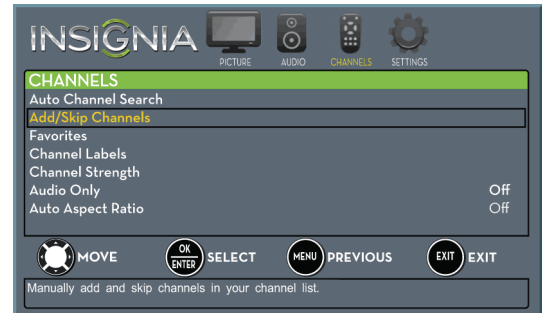 INSIGNIA
PICTURE AUDIO CHANNELS SETTINGS
CHANNELS
Auto Channel Search
Add/Skip Channels
Favorites
Channel Labels
Channel Strength
Audio Only Off
Auto Aspect Ratio Off
MOVE OK ENTER SELECT MENU PREVIOUS EXIT EXIT
Manually add and skip channels in your channel list.